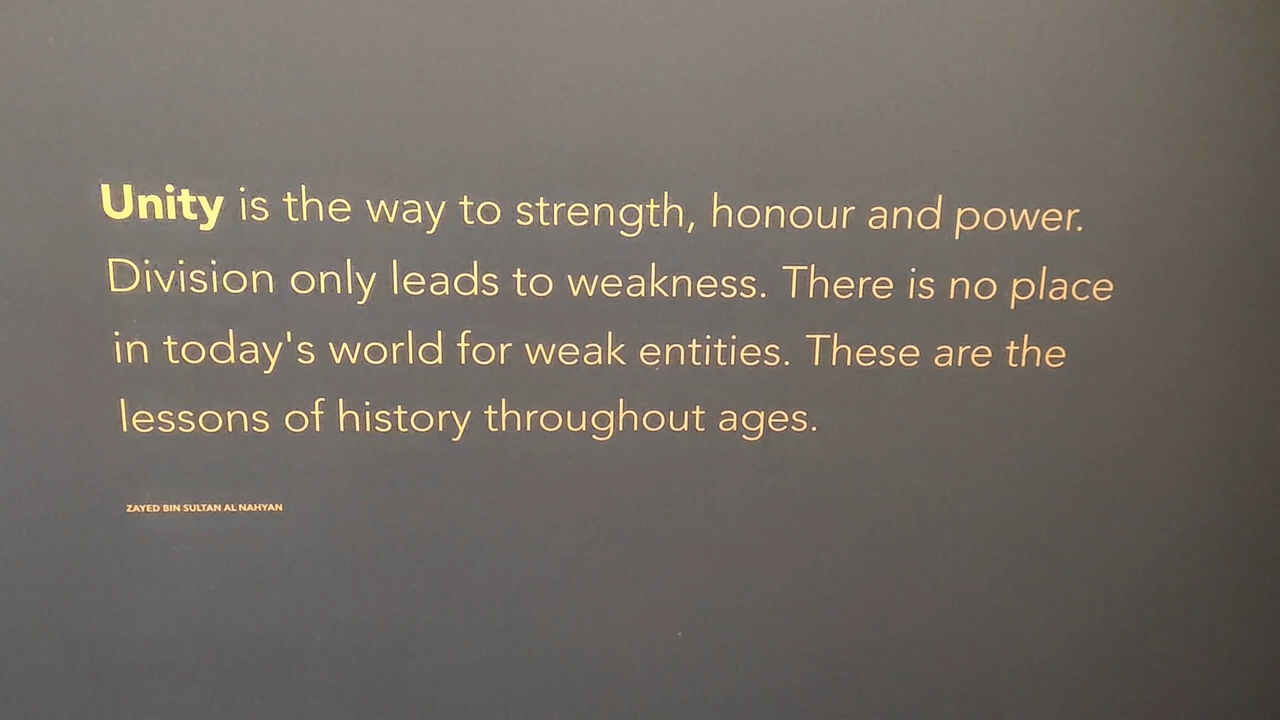 Unity is the way to strength, honour and power.
Division only leads to weakness. There is no place
in today's world for weak entities. These are the
lessons of history throughout ages.
ZAYED BIN SULTAN AL NAHYAN